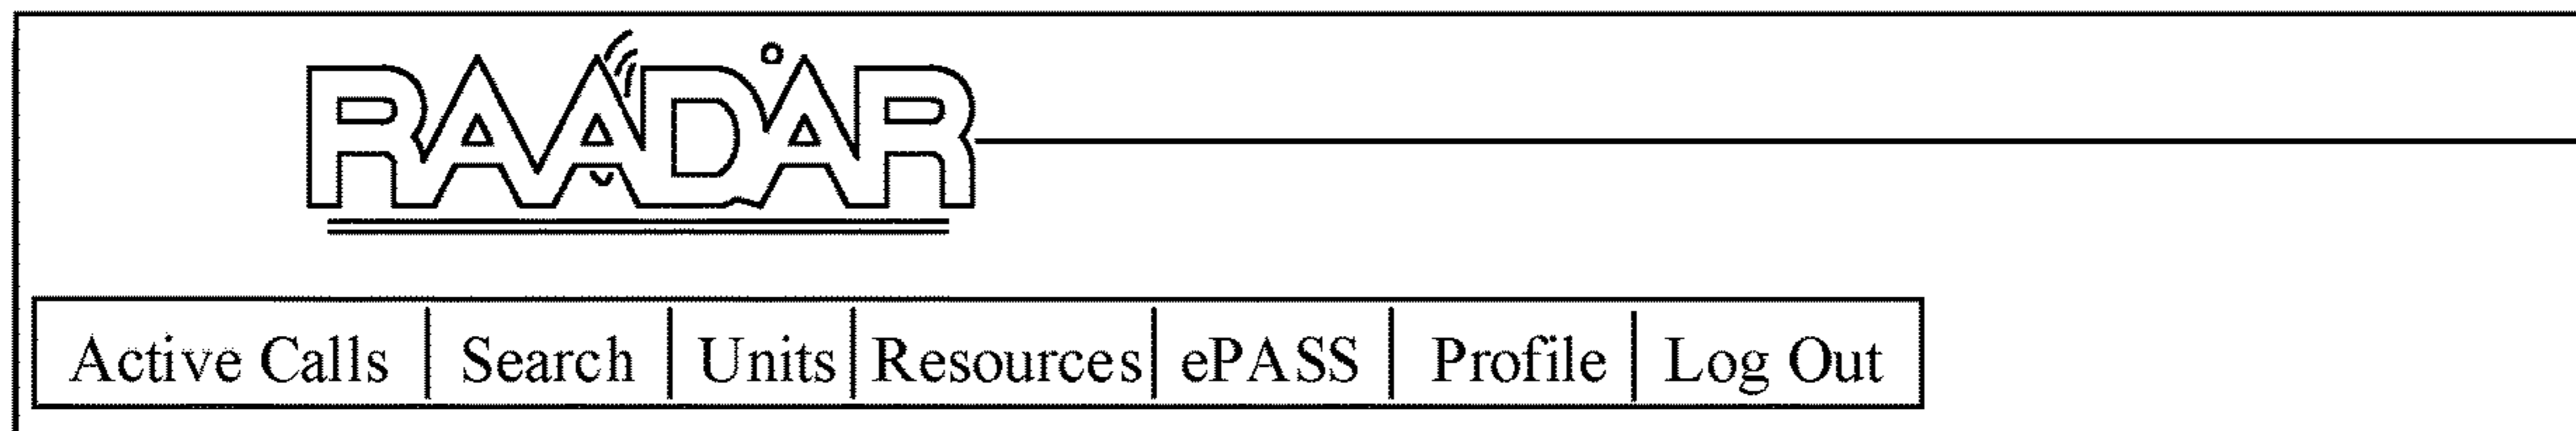 RAADAR
Active Calls | Search | Units | Resources | ePASS | Profile | Log Out